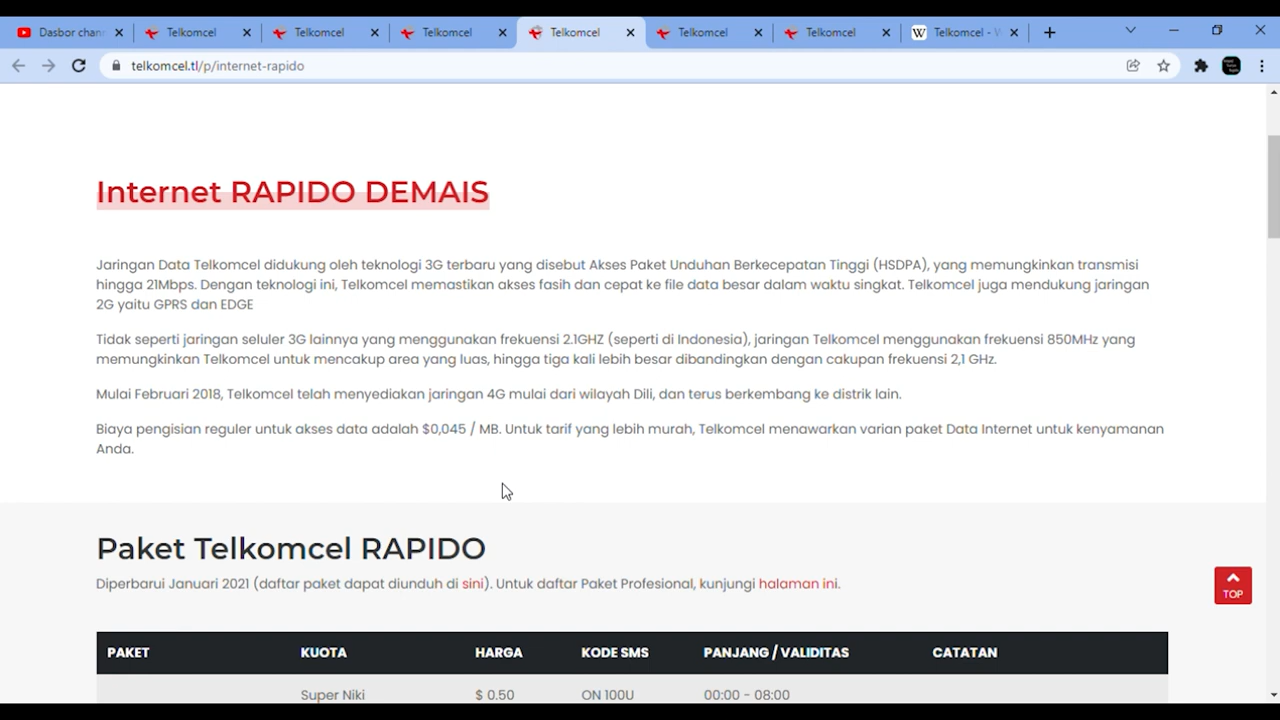 Dasbor chan
Telkomcel
Telkomcel
Telkomcel
Telkomcel
Telkomcel
Telkomcel
Telkomcel - W
telkomcel.tl/p/internet-rapido
Internet RAPIDO DEMAIS
Jaringan Data Telkomcel didukung oleh teknologi 3G terbaru yang disebut Akses Paket Unduhan Berkecepatan Tinggi (HSDPA), yang memungkinkan transmisi
hingga 21Mbps. Dengan teknologi ini, Telkomcel memastikan akses fasih dan cepat ke file data besar dalam waktu singkat. Telkomcel juga mendukung jaringan
2G yaitu GPRS dan EDGE
Tidak seperti jaringan seluler 3G lainnya yang menggunakan frekuensi 2.1GHZ (seperti di Indonesia), jaringan Telkomcel menggunakan frekuensi 850MHz yang
memungkinkan Telkomcel untuk mencakup area yang luas, hingga tiga kali lebih besar dibandingkan dengan cakupan frekuensi 2,1 GHz.
Mulai Februari 2018, Telkomcel telah menyediakan jaringan 4G mulai dari wilayah Dili, dan terus berkembang ke distrik lain.
Biaya pengisian reguler untuk akses data adalah $0,045 / MB. Untuk tarif yang lebih murah, Telkomcel menawarkan varian paket Data Internet untuk kenyamanan
Anda.
Paket Telkomcel RAPIDO
Diperbarui Januari 2021 (daftar paket dapat diunduh di sini). Untuk daftar Paket Profesional, kunjungi halaman ini.
TOP
PAKET KUOTA HARGA KODE SMS PANJANG / VALIDITAS CATATAN
Super Niki $ 0.50 ON 100U 00:00 - 08:00